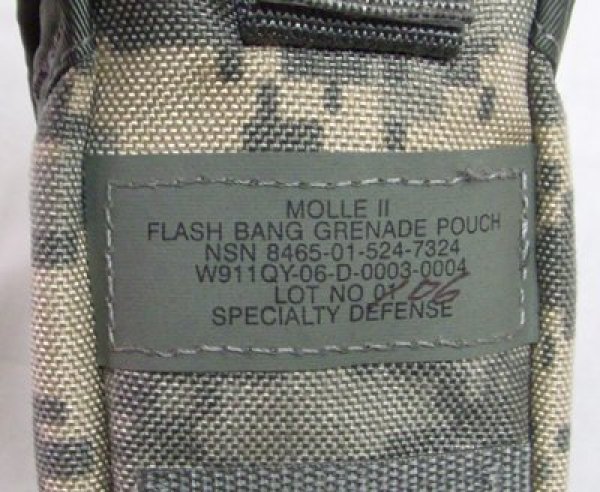 MOLLE II
FLASH BANG GRENADE POUCH
NSN 8465-01-524-7324
W911QY-06-D-0003-0004
LOT NO 01 206
SPECIALTY DEFENSE